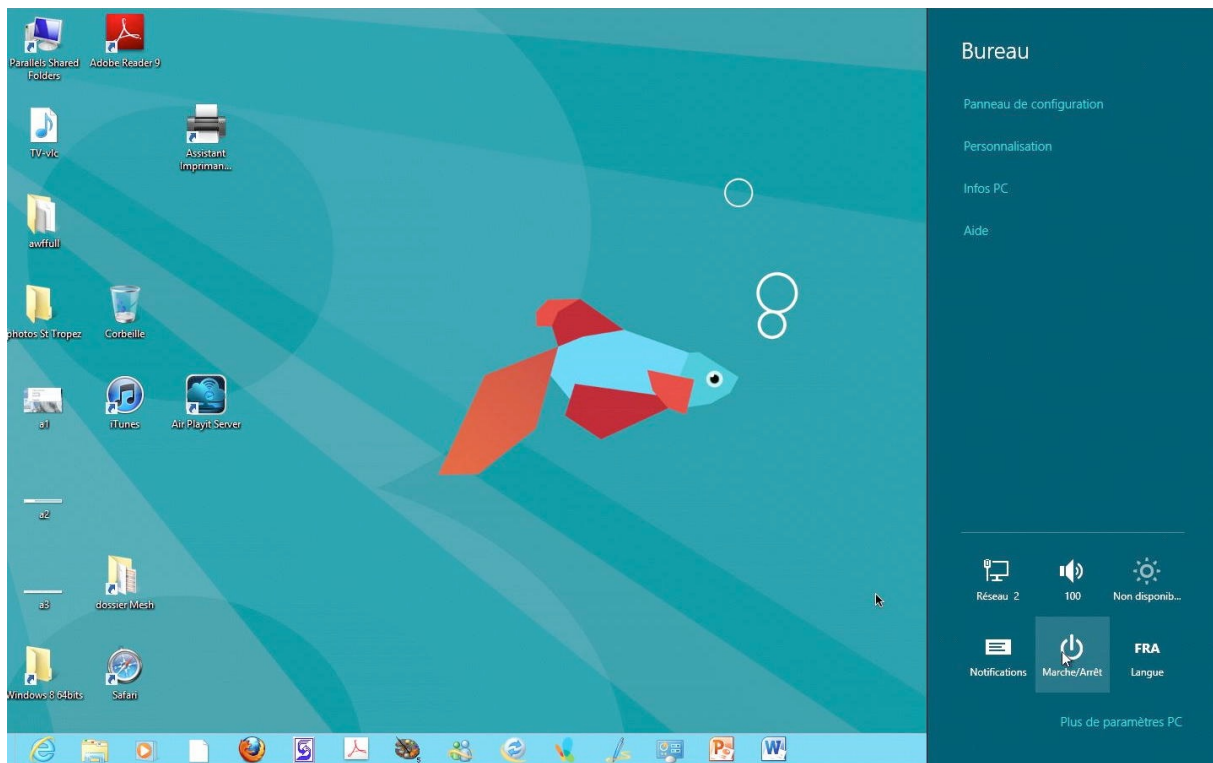 Parallels Shared
Folders
Adobe Reader 9
TV-vlc
Assistant
Impriman...
awffull
photos St Tropez
Corbeille
a1
iTunes
Air Playit Server
a2
a3
dossier Mesh
Windows 8 64bits
Safari
Bureau
Panneau de configuration
Personnalisation
Infos PC
Aide
Réseau 2
100
Non disponib...
Notifications
Marche/Arrêt
FRA
Langue
Plus de paramètres PC